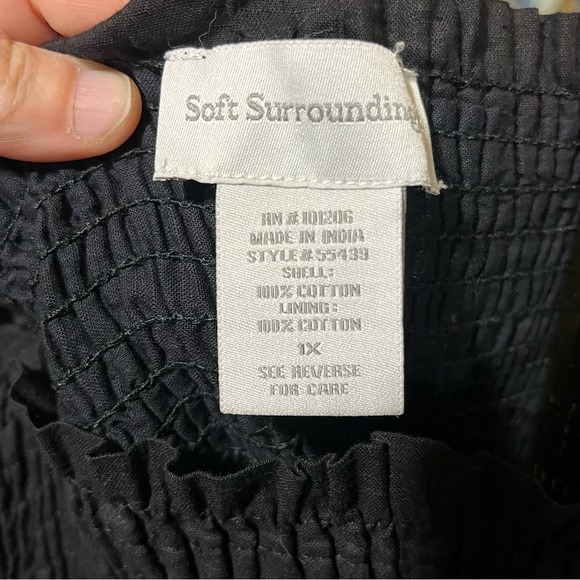 Soft Surrounding
RN # 101206
MADE IN INDIA
STYLE # 55439
SHELL:
100% COTTON
LINING:
100% COTTON
1X
SEE REVERSE
FOR CARE